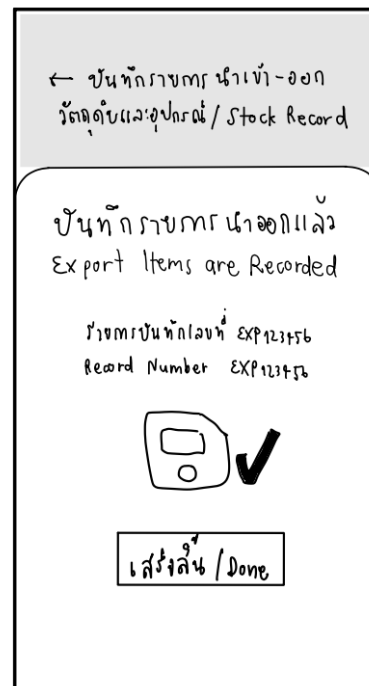 ← บันทึกรายการ นำเข้า-ออก
วัตถุดิบและอุปกรณ์ / Stock Record
บันทึกรายการ นำออกแล้ว
Export Items are Recorded
รายการบันทึกเลขที่ EXP123456
Record Number EXP123456
เสร็จสิ้น / Done